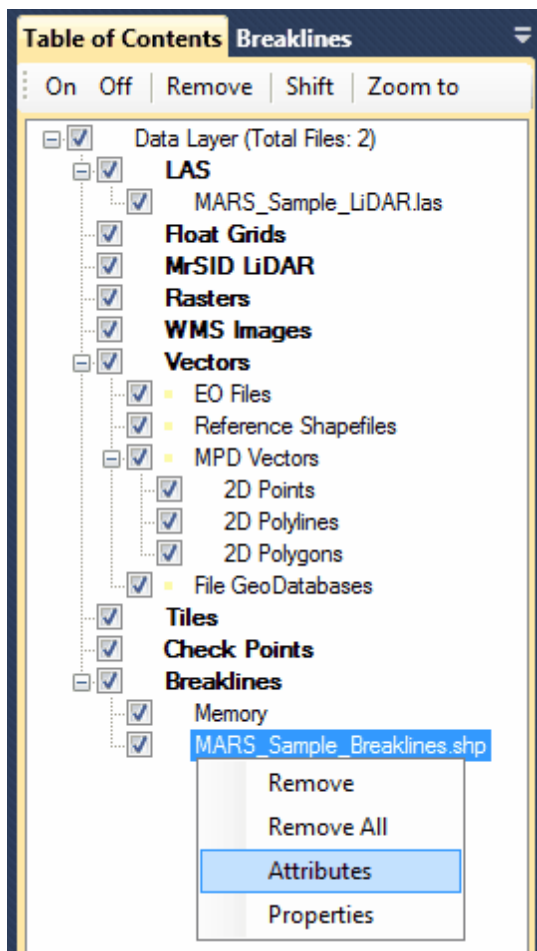 Table of Contents Breaklines
On Off Remove Shift Zoom to
Data Layer (Total Files: 2)
LAS
MARS_Sample_LiDAR.las
Float Grids
MrSID LiDAR
Rasters
WMS Images
Vectors
EO Files
Reference Shapefiles
MPD Vectors
2D Points
2D Polylines
2D Polygons
File GeoDatabases
Tiles
Check Points
Breaklines
Memory
MARS_Sample_Breaklines.shp
Remove
Remove All
Attributes
Properties